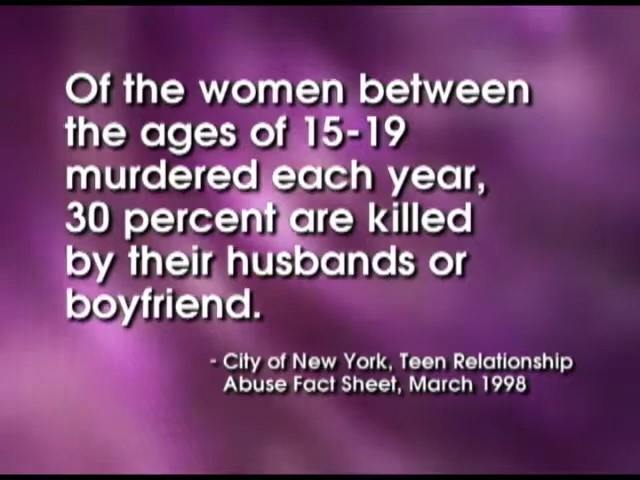 Of the women between
the ages of 15-19
murdered each year,
30 percent are killed
by their husbands or
boyfriend.
- City of New York, Teen Relationship
Abuse Fact Sheet, March 1998